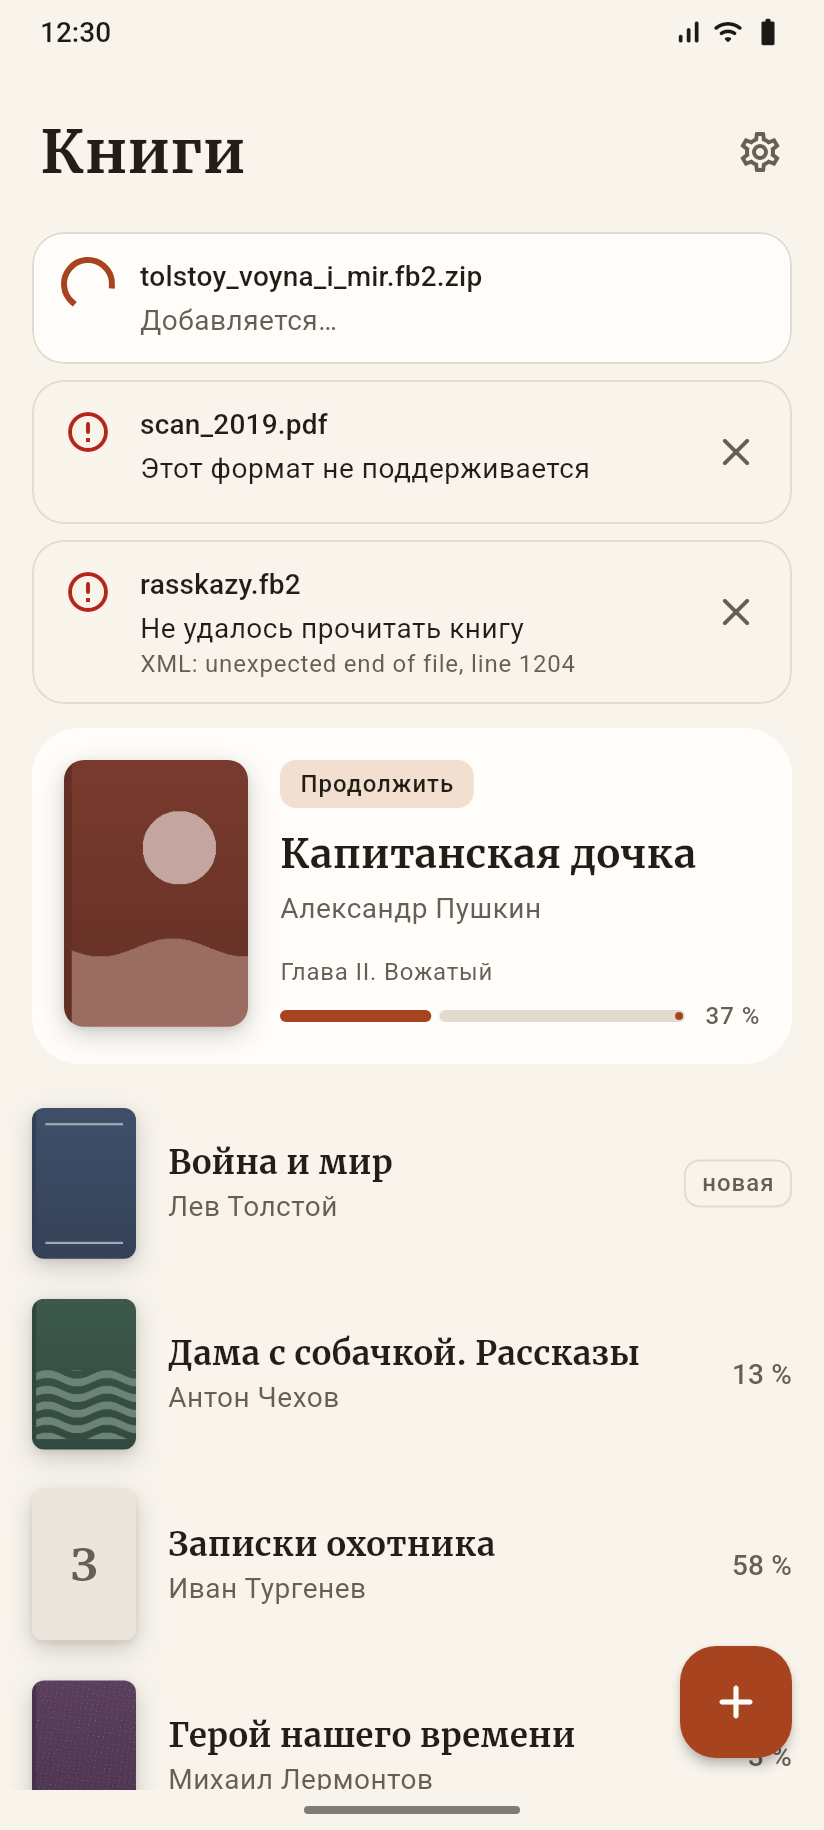 12:30
Книги
tolstoy_voyna_i_mir.fb2.zip
Добавляется…
scan_2019.pdf
Этот формат не поддерживается
rasskazy.fb2
Не удалось прочитать книгу
XML: unexpected end of file, line 1204
Продолжить
Капитанская дочка
Александр Пушкин
Глава II. Вожатый
37 %
Война и мир
Лев Толстой
новая
Дама с собачкой. Рассказы
Антон Чехов
13 %
З
Записки охотника
Иван Тургенев
58 %
Герой нашего времени
Михаил Лермонтов
%